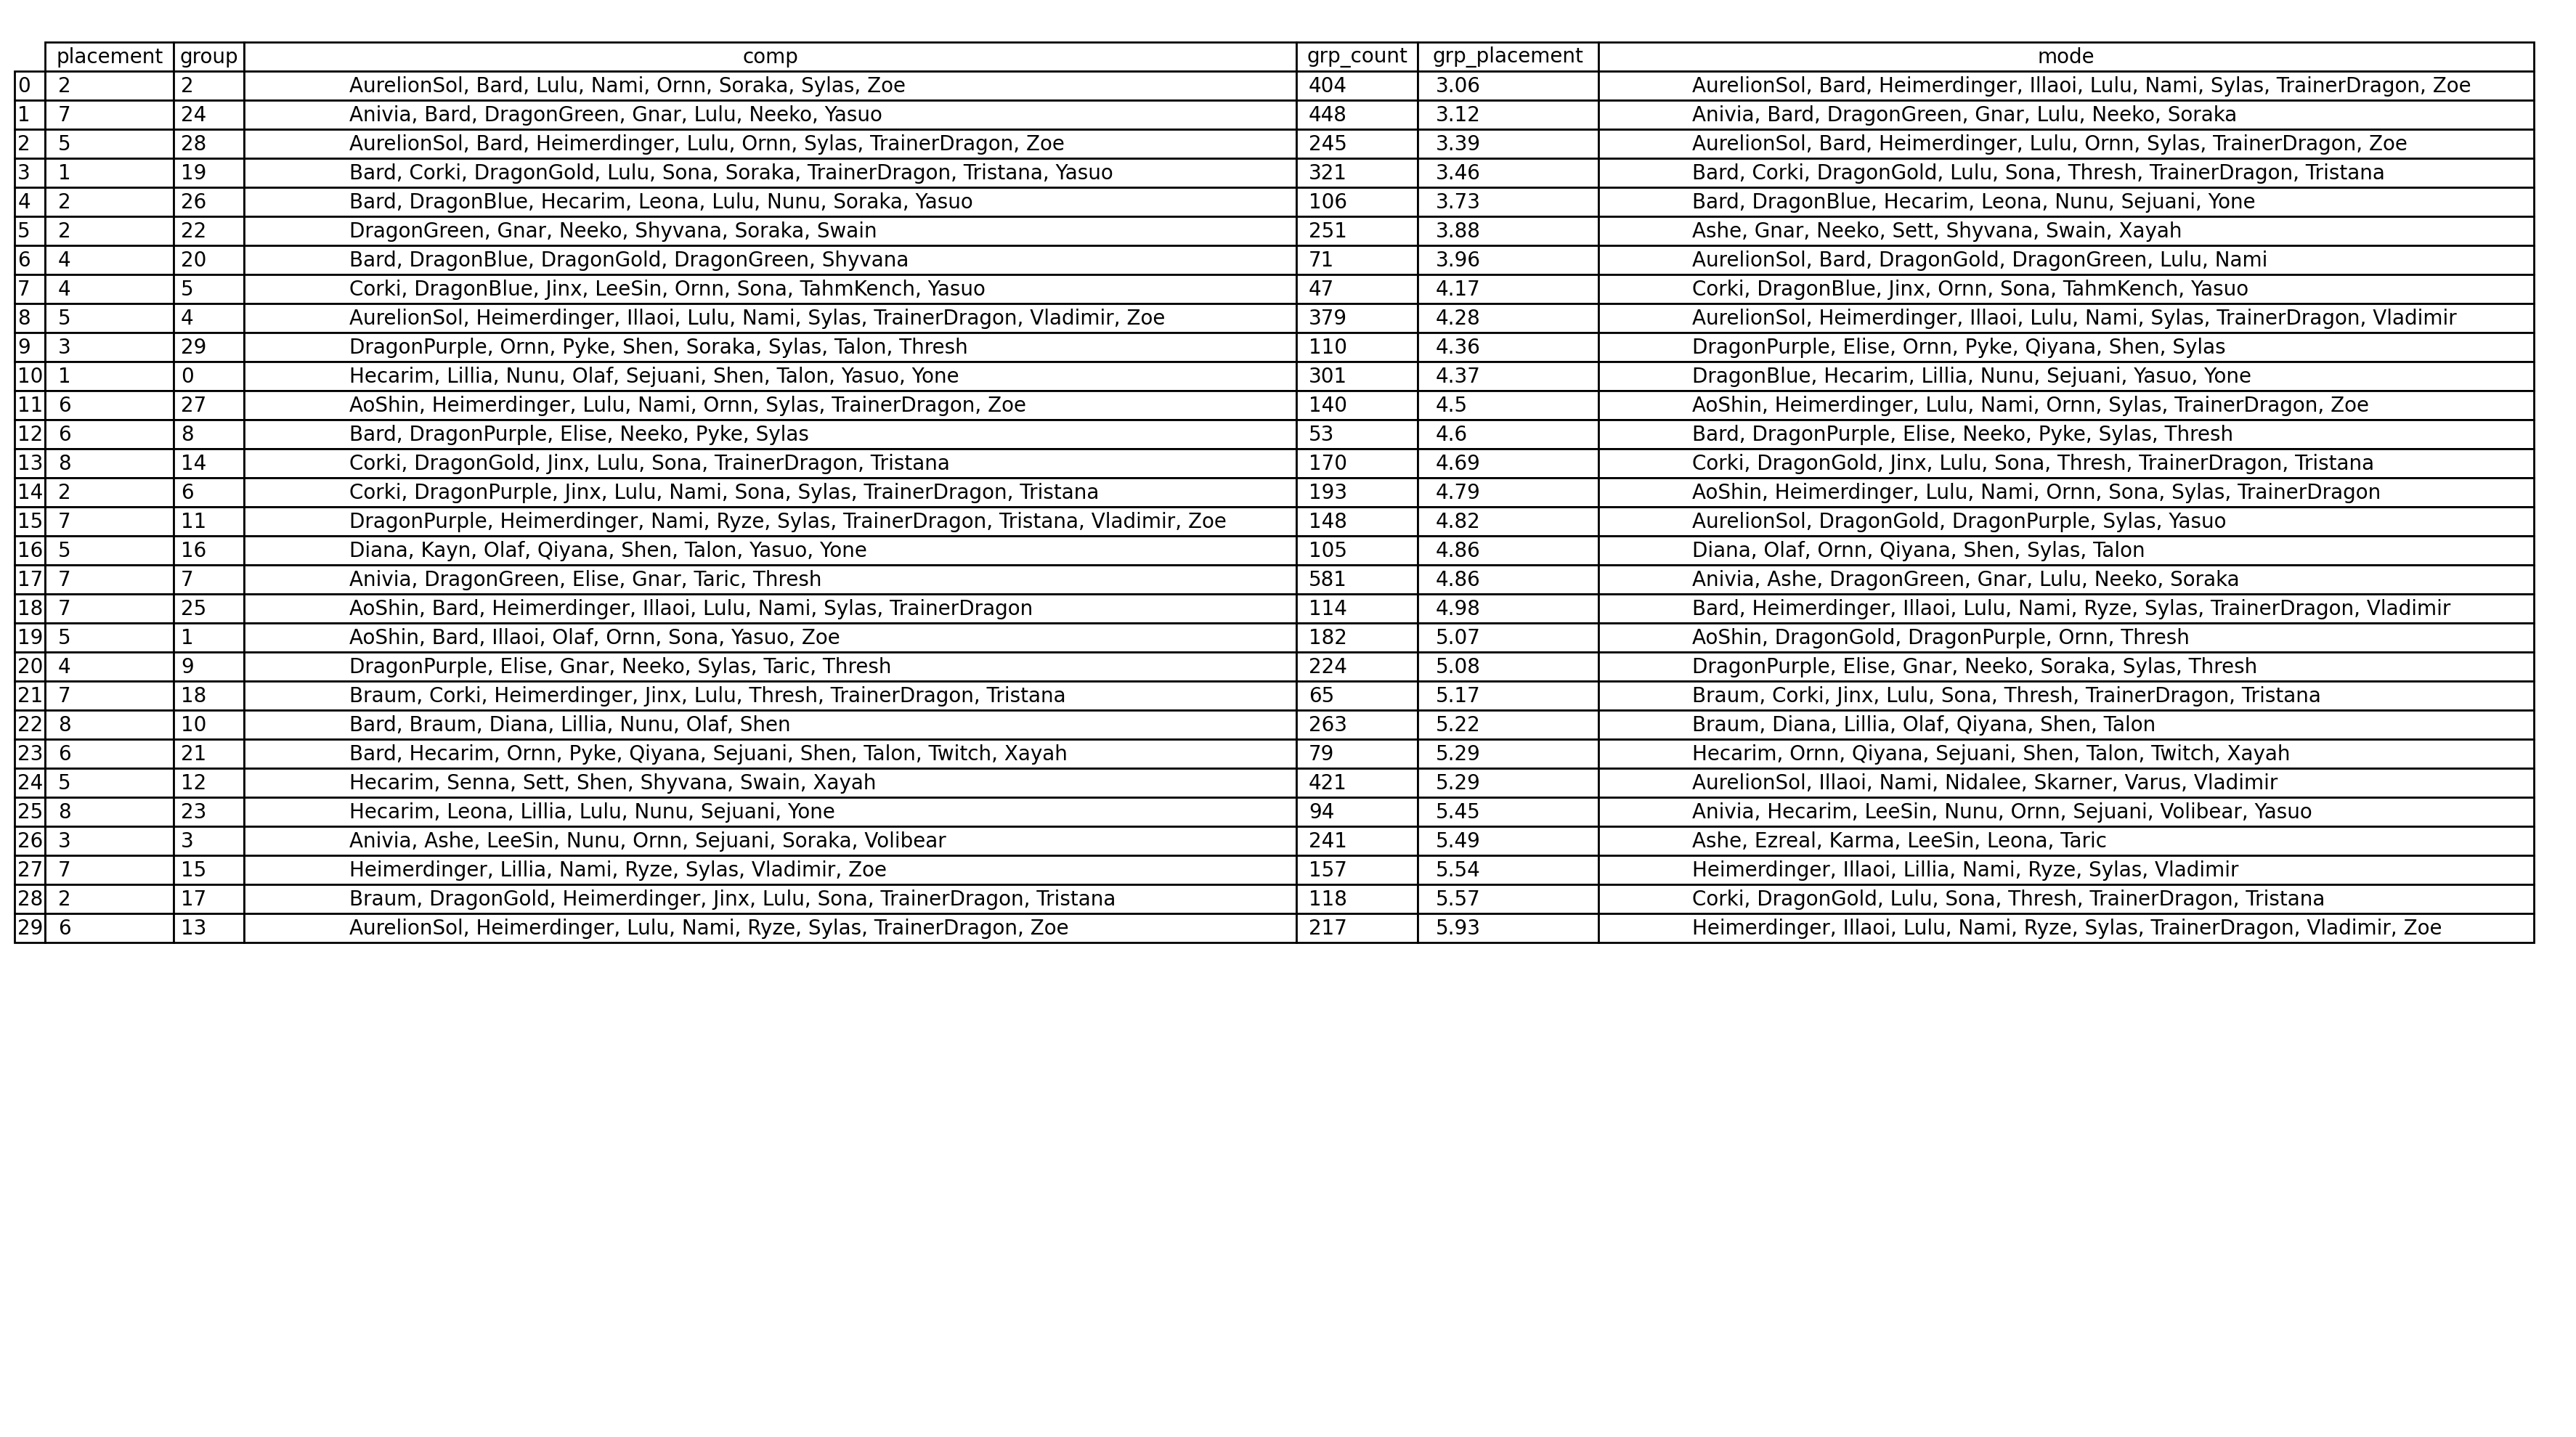 placement group comp grp_count grp_placement mode
0 2 2 AurelionSol, Bard, Lulu, Nami, Ornn, Soraka, Sylas, Zoe 404 3.06 AurelionSol, Bard, Heimerdinger, Illaoi, Lulu, Nami, Sylas, TrainerDragon, Zoe
1 7 24 Anivia, Bard, DragonGreen, Gnar, Lulu, Neeko, Yasuo 448 3.12 Anivia, Bard, DragonGreen, Gnar, Lulu, Neeko, Soraka
2 5 28 AurelionSol, Bard, Heimerdinger, Lulu, Ornn, Sylas, TrainerDragon, Zoe 245 3.39 AurelionSol, Bard, Heimerdinger, Lulu, Ornn, Sylas, TrainerDragon, Zoe
3 1 19 Bard, Corki, DragonGold, Lulu, Sona, Soraka, TrainerDragon, Tristana, Yasuo 321 3.46 Bard, Corki, DragonGold, Lulu, Sona, Thresh, TrainerDragon, Tristana
4 2 26 Bard, DragonBlue, Hecarim, Leona, Lulu, Nunu, Soraka, Yasuo 106 3.73 Bard, DragonBlue, Hecarim, Leona, Nunu, Sejuani, Yone
5 2 22 DragonGreen, Gnar, Neeko, Shyvana, Soraka, Swain 251 3.88 Ashe, Gnar, Neeko, Sett, Shyvana, Swain, Xayah
6 4 20 Bard, DragonBlue, DragonGold, DragonGreen, Shyvana 71 3.96 AurelionSol, Bard, DragonGold, DragonGreen, Lulu, Nami
7 4 5 Corki, DragonBlue, Jinx, LeeSin, Ornn, Sona, TahmKench, Yasuo 47 4.17 Corki, DragonBlue, Jinx, Ornn, Sona, TahmKench, Yasuo
8 5 4 AurelionSol, Heimerdinger, Illaoi, Lulu, Nami, Sylas, TrainerDragon, Vladimir, Zoe 379 4.28 AurelionSol, Heimerdinger, Illaoi, Lulu, Nami, Sylas, TrainerDragon, Vladimir
9 3 29 DragonPurple, Ornn, Pyke, Shen, Soraka, Sylas, Talon, Thresh 110 4.36 DragonPurple, Elise, Ornn, Pyke, Qiyana, Shen, Sylas
10 1 0 Hecarim, Lillia, Nunu, Olaf, Sejuani, Shen, Talon, Yasuo, Yone 301 4.37 DragonBlue, Hecarim, Lillia, Nunu, Sejuani, Yasuo, Yone
11 6 27 AoShin, Heimerdinger, Lulu, Nami, Ornn, Sylas, TrainerDragon, Zoe 140 4.5 AoShin, Heimerdinger, Lulu, Nami, Ornn, Sylas, TrainerDragon, Zoe
12 6 8 Bard, DragonPurple, Elise, Neeko, Pyke, Sylas 53 4.6 Bard, DragonPurple, Elise, Neeko, Pyke, Sylas, Thresh
13 8 14 Corki, DragonGold, Jinx, Lulu, Sona, TrainerDragon, Tristana 170 4.69 Corki, DragonGold, Jinx, Lulu, Sona, Thresh, TrainerDragon, Tristana
14 2 6 Corki, DragonPurple, Jinx, Lulu, Nami, Sona, Sylas, TrainerDragon, Tristana 193 4.79 AoShin, Heimerdinger, Lulu, Nami, Ornn, Sona, Sylas, TrainerDragon
15 7 11 DragonPurple, Heimerdinger, Nami, Ryze, Sylas, TrainerDragon, Tristana, Vladimir, Zoe 148 4.82 AurelionSol, DragonGold, DragonPurple, Sylas, Yasuo
16 5 16 Diana, Kayn, Olaf, Qiyana, Shen, Talon, Yasuo, Yone 105 4.86 Diana, Olaf, Ornn, Qiyana, Shen, Sylas, Talon
17 7 7 Anivia, DragonGreen, Elise, Gnar, Taric, Thresh 581 4.86 Anivia, Ashe, DragonGreen, Gnar, Lulu, Neeko, Soraka
18 7 25 AoShin, Bard, Heimerdinger, Illaoi, Lulu, Nami, Sylas, TrainerDragon 114 4.98 Bard, Heimerdinger, Illaoi, Lulu, Nami, Ryze, Sylas, TrainerDragon, Vladimir
19 5 1 AoShin, Bard, Illaoi, Olaf, Ornn, Sona, Yasuo, Zoe 182 5.07 AoShin, DragonGold, DragonPurple, Ornn, Thresh
20 4 9 DragonPurple, Elise, Gnar, Neeko, Sylas, Taric, Thresh 224 5.08 DragonPurple, Elise, Gnar, Neeko, Soraka, Sylas, Thresh
21 7 18 Braum, Corki, Heimerdinger, Jinx, Lulu, Thresh, TrainerDragon, Tristana 65 5.17 Braum, Corki, Jinx, Lulu, Sona, Thresh, TrainerDragon, Tristana
22 8 10 Bard, Braum, Diana, Lillia, Nunu, Olaf, Shen 263 5.22 Braum, Diana, Lillia, Olaf, Qiyana, Shen, Talon
23 6 21 Bard, Hecarim, Ornn, Pyke, Qiyana, Sejuani, Shen, Talon, Twitch, Xayah 79 5.29 Hecarim, Ornn, Qiyana, Sejuani, Shen, Talon, Twitch, Xayah
24 5 12 Hecarim, Senna, Sett, Shen, Shyvana, Swain, Xayah 421 5.29 AurelionSol, Illaoi, Nami, Nidalee, Skarner, Varus, Vladimir
25 8 23 Hecarim, Leona, Lillia, Lulu, Nunu, Sejuani, Yone 94 5.45 Anivia, Hecarim, LeeSin, Nunu, Ornn, Sejuani, Volibear, Yasuo
26 3 3 Anivia, Ashe, LeeSin, Nunu, Ornn, Sejuani, Soraka, Volibear 241 5.49 Ashe, Ezreal, Karma, LeeSin, Leona, Taric
27 7 15 Heimerdinger, Lillia, Nami, Ryze, Sylas, Vladimir, Zoe 157 5.54 Heimerdinger, Illaoi, Lillia, Nami, Ryze, Sylas, Vladimir
28 2 17 Braum, DragonGold, Heimerdinger, Jinx, Lulu, Sona, TrainerDragon, Tristana 118 5.57 Corki, DragonGold, Lulu, Sona, Thresh, TrainerDragon, Tristana
29 6 13 AurelionSol, Heimerdinger, Lulu, Nami, Ryze, Sylas, TrainerDragon, Zoe 217 5.93 Heimerdinger, Illaoi, Lulu, Nami, Ryze, Sylas, TrainerDragon, Vladimir, Zoe